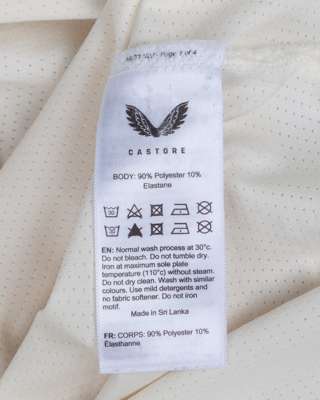 CASTORE
BODY: 90% Polyester 10%
Elastane
30
30
EN: Normal wash process at 30°c.
Do not bleach. Do not tumble dry.
Iron at maximum sole plate
temperature (110°c) without steam.
Do not dry clean. Wash with similar
colours. Use mild detergents and
no fabric softener. Do not iron
motif.
Made in Sri Lanka
FR: CORPS: 90% Polyester 10%
Élasthanne